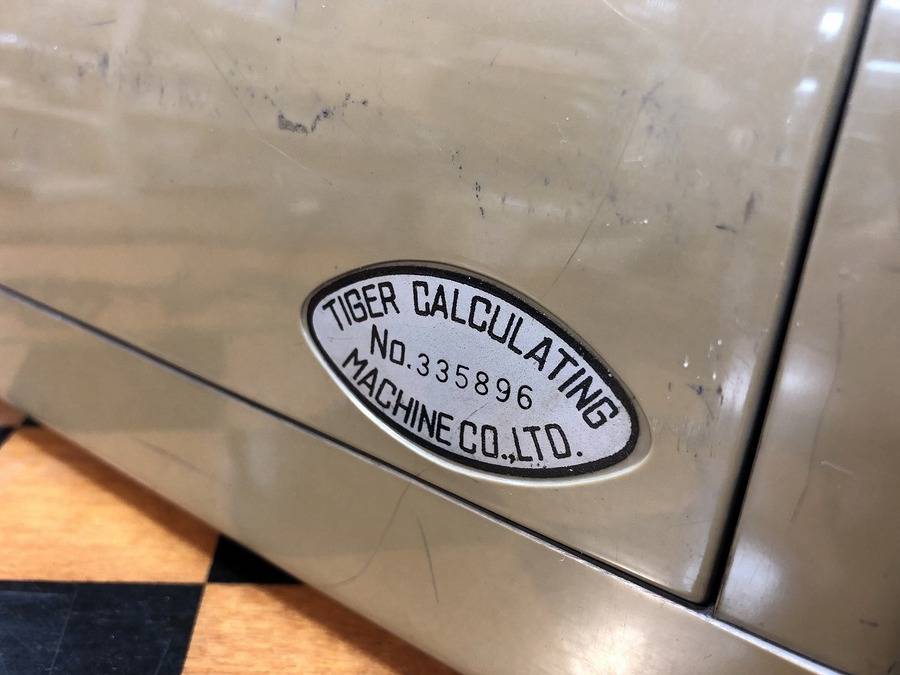 TIGER CALCULATING
No.335896
MACHINE CO.,LTD.